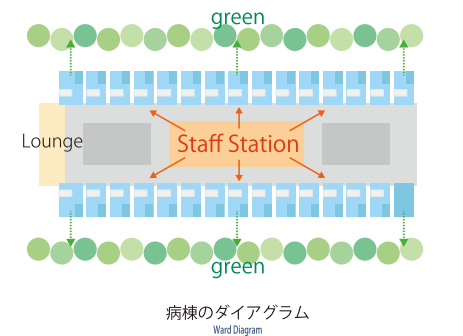 green
Lounge
Staff Station
green
病棟のダイアグラム
Ward Diagram